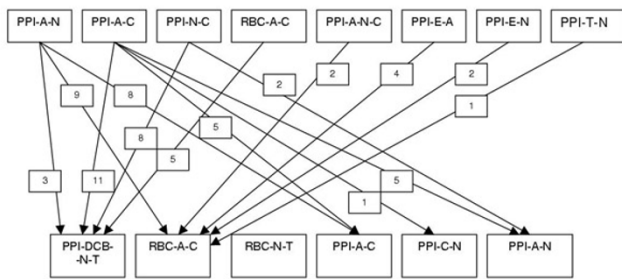 PPI-A-N PPI-A-C PPI-N-C RBC-A-C PPI-A-N-C PPI-E-A PPI-E-N PPI-T-N
2 4 2
2
9 8
1
5
8
5
3 11 5
1
PPI-DCB- RBC-A-C RBC-N-T PPI-A-C PPI-C-N PPI-A-N
-N-T